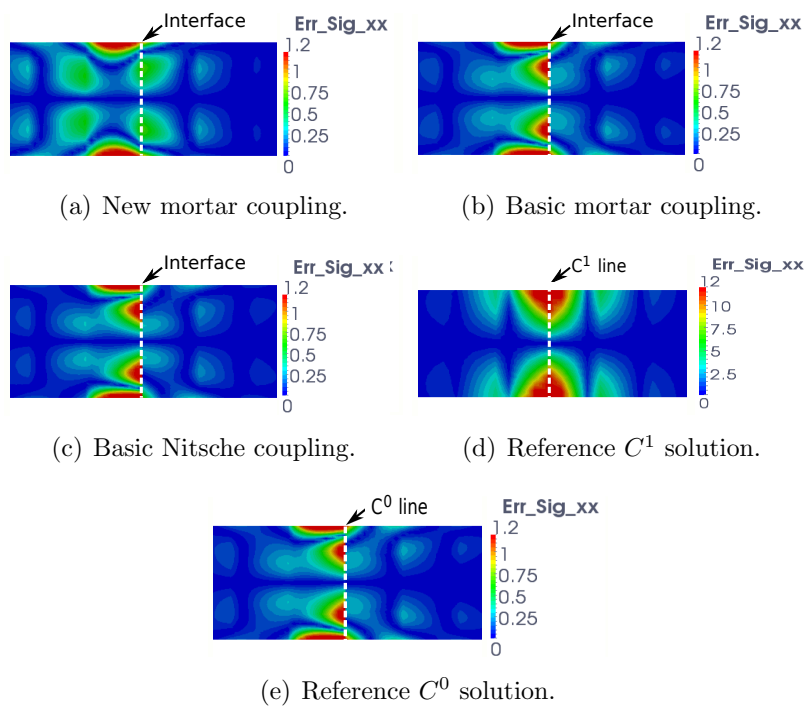 Interface
Err_Sig_xx
1.2
1
0.75
0.5
0.25
0
(a) New mortar coupling.
Interface
Err_Sig_xx
1.2
1
0.75
0.5
0.25
0
(b) Basic mortar coupling.
Interface
Err_Sig_xx
1.2
1
0.75
0.5
0.25
0
(c) Basic Nitsche coupling.
C¹ line
Err_Sig_xx
12
10
7.5
5
2.5
0
(d) Reference C¹ solution.
C⁰ line
Err_Sig_xx
1.2
1
0.75
0.5
0.25
0
(e) Reference C⁰ solution.